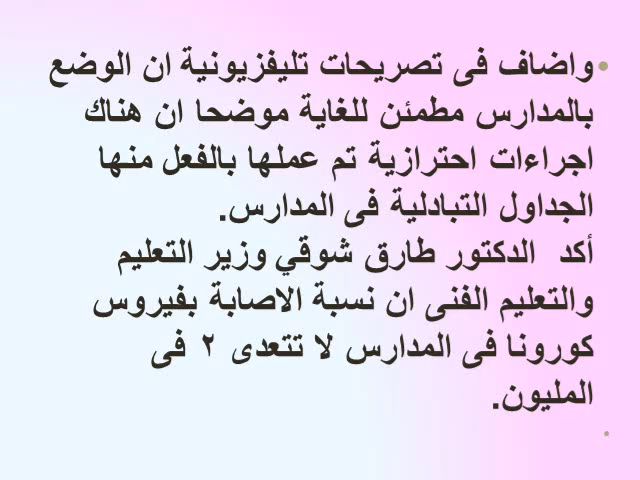 •واضاف فى تصريحات تليفزيونية ان الوضع
بالمدارس مطمئن للغاية موضحا ان هناك
اجراءات احترازية تم عملها بالفعل منها
الجداول التبادلية فى المدارس.
أكد  الدكتور طارق شوقي وزير التعليم
والتعليم الفنى ان نسبة الاصابة بفيروس
كورونا فى المدارس لا تتعدى ٢ فى
المليون.
•